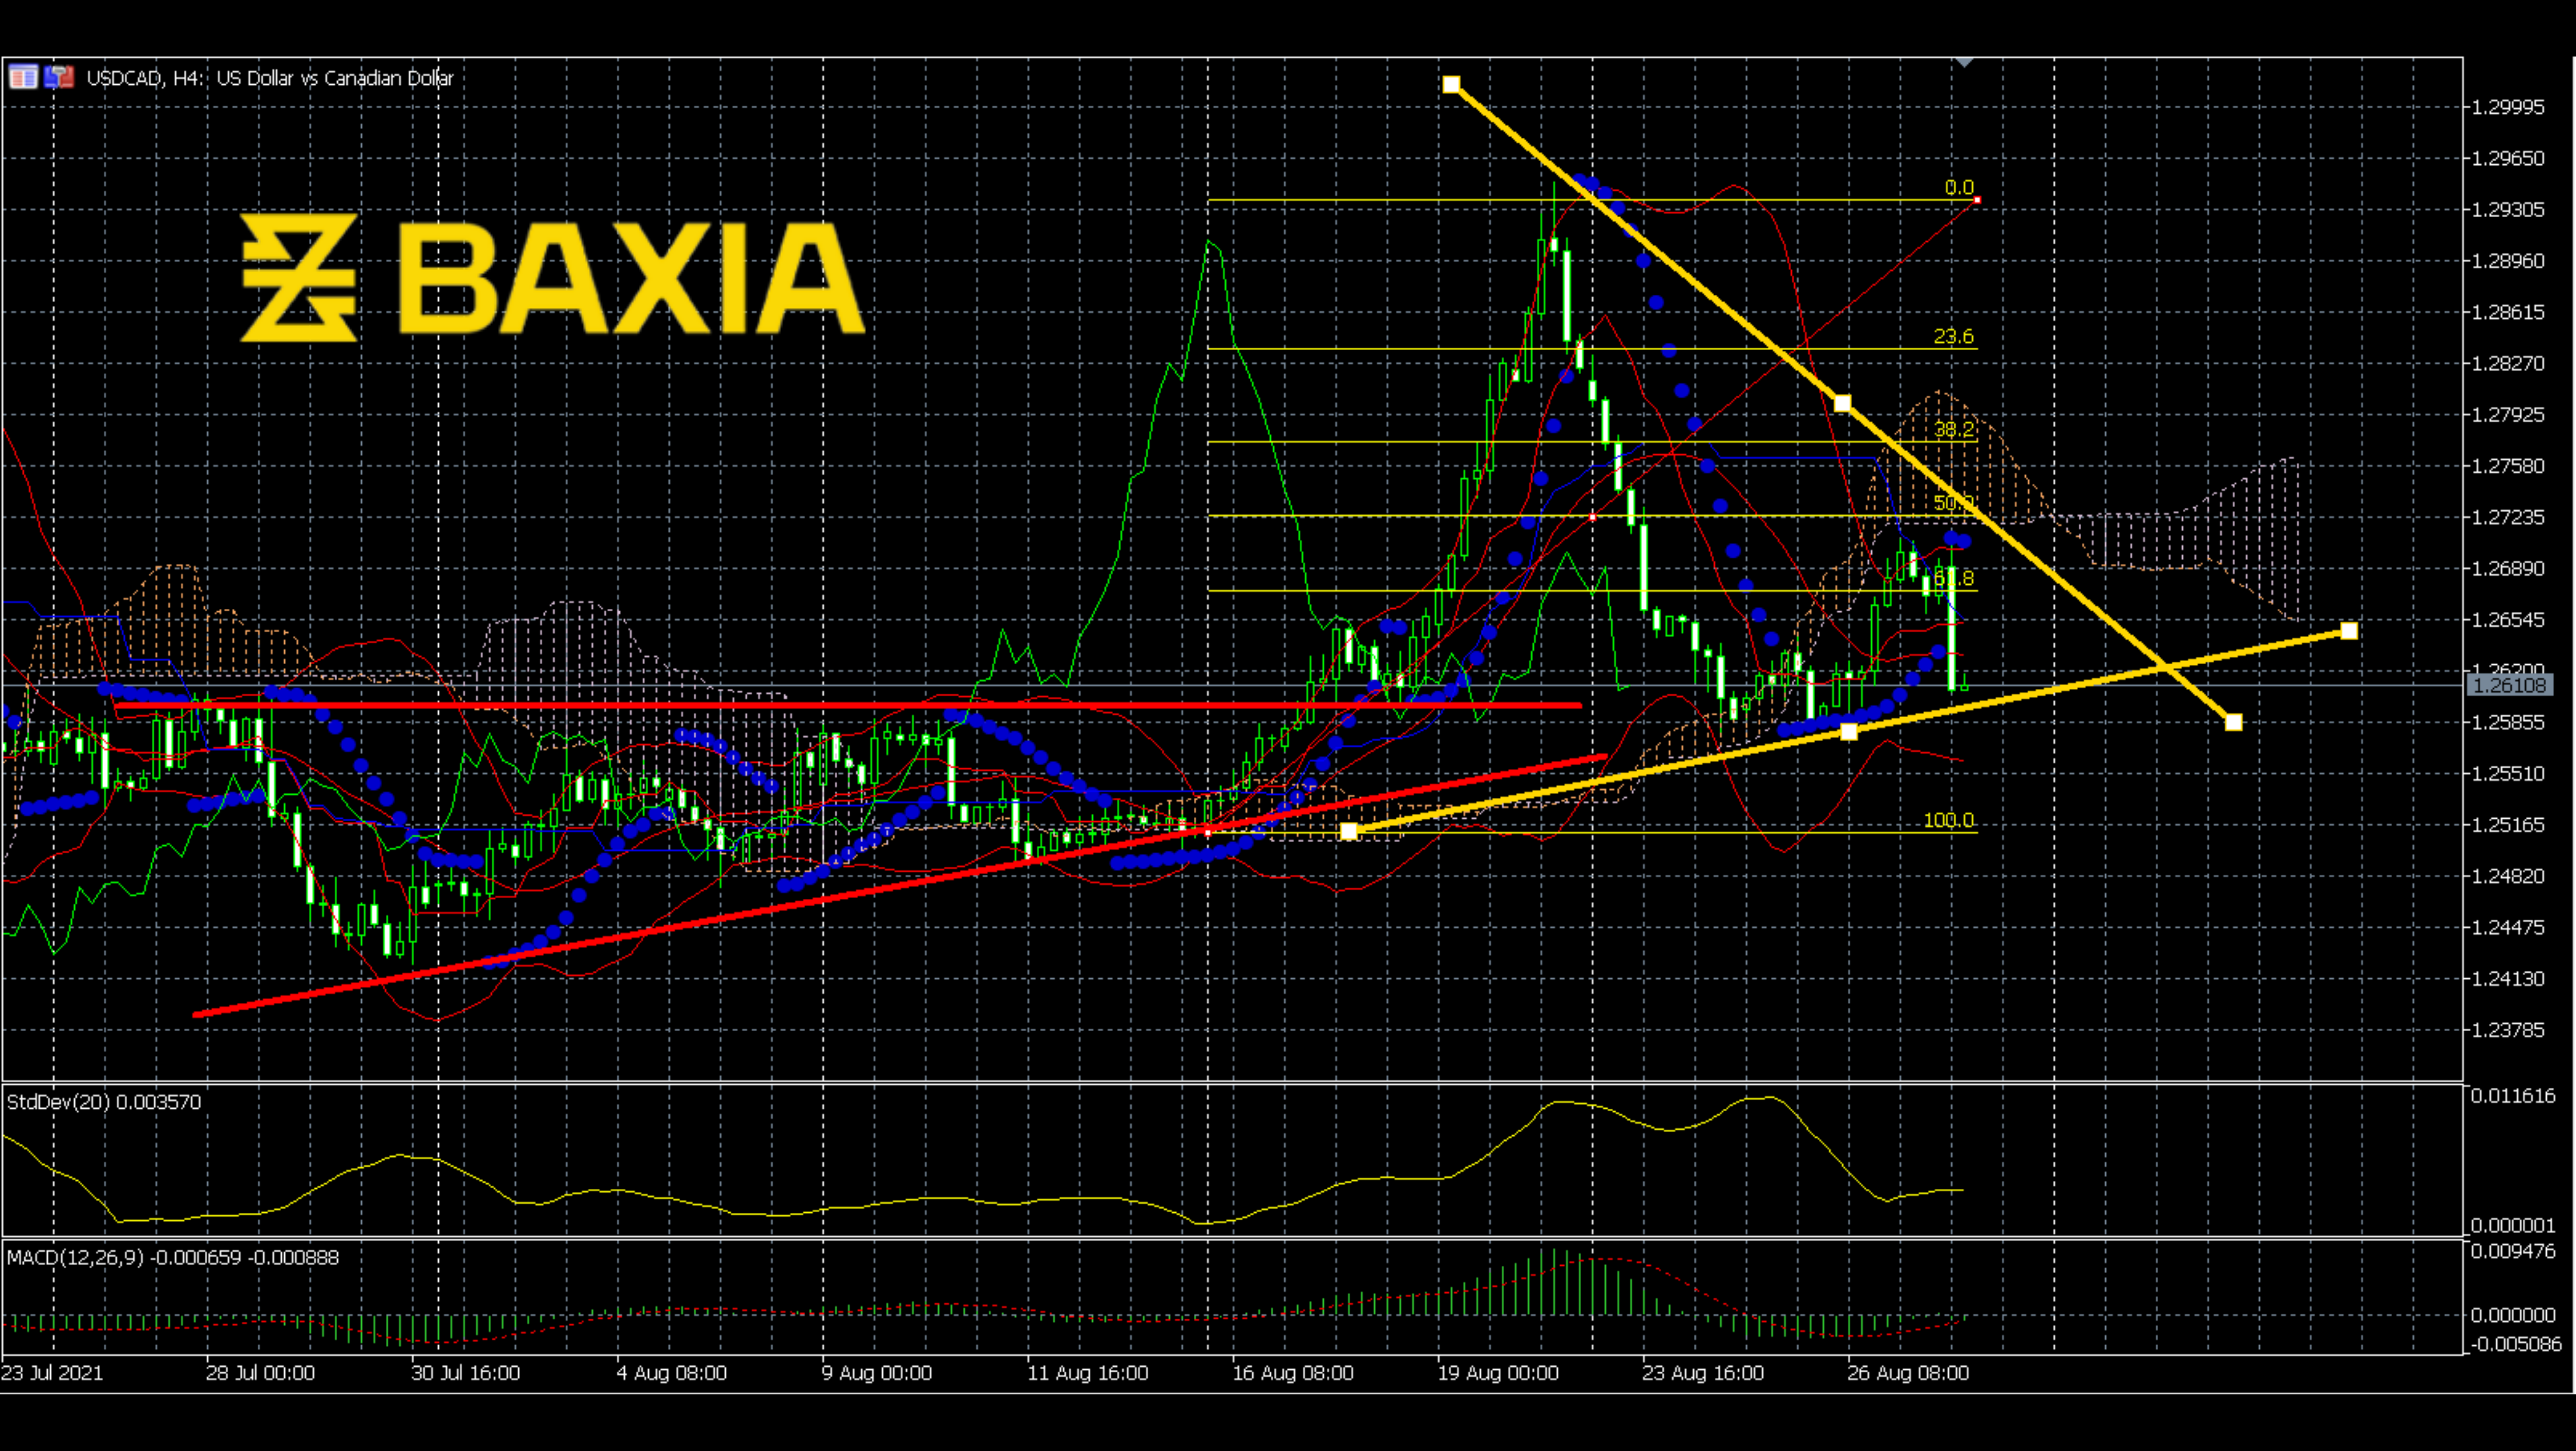 USDCAD, H4: US Dollar vs Canadian Dollar
BAXIA
1.29995
1.29650
1.29305
1.28960
1.28615
1.28270
1.27925
1.27580
1.27235
1.26890
1.26545
1.26200
1.26108
1.25855
1.25510
1.25165
1.24820
1.24475
1.24130
1.23785
0.0
23.6
38.2
50.0
61.8
100.0
StdDev(20) 0.003570
0.011616
0.000001
MACD(12,26,9) -0.000659 -0.000888
0.009476
0.000000
-0.005086
23 Jul 2021
28 Jul 00:00
30 Jul 16:00
4 Aug 08:00
9 Aug 00:00
11 Aug 16:00
16 Aug 08:00
19 Aug 00:00
23 Aug 16:00
26 Aug 08:00